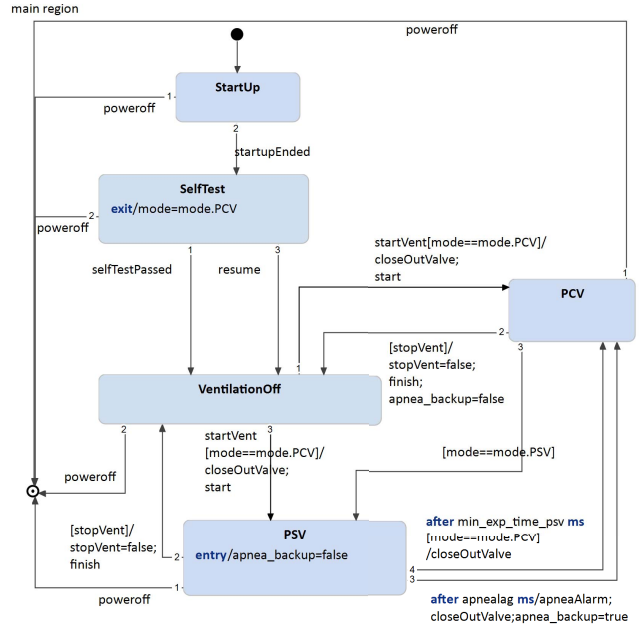 main region
poweroff
StartUp
1
poweroff
2
startupEnded
SelfTest
exit/mode=mode.PCV
2
poweroff
1
3
selfTestPassed
resume
startVent[mode==mode.PCV]/
closeOutValve;
start
1
PCV
2
3
[stopVent]/
stopVent=false;
finish;
apnea_backup=false
1
VentilationOff
2
3
startVent
[mode==mode.PCV]/
closeOutValve;
start
[mode==mode.PSV]
poweroff
[stopVent]/
stopVent=false;
finish
PSV
entry/apnea_backup=false
2
1
4
3
after min_exp_time_psv ms
[mode==mode.PCV]
/closeOutValve
poweroff
after apnealag ms/apneaAlarm;
closeOutValve;apnea_backup=true